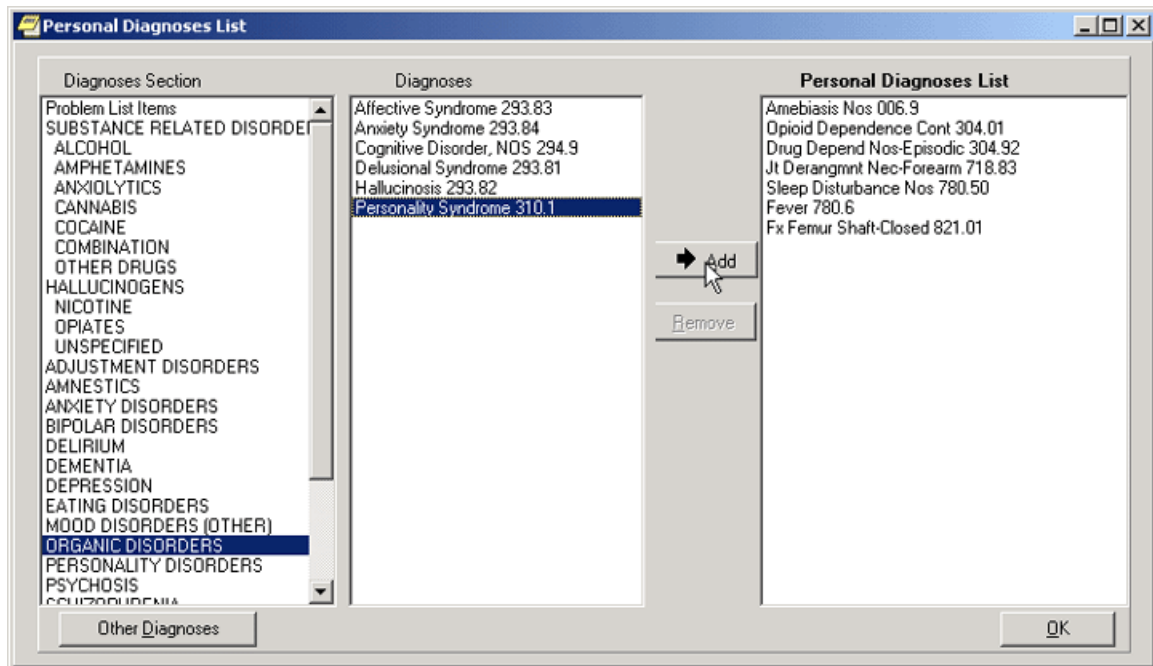 Personal Diagnoses List
Diagnoses Section
Problem List Items
SUBSTANCE RELATED DISORDE
ALCOHOL
AMPHETAMINES
ANXIOLYTICS
CANNABIS
COCAINE
COMBINATION
OTHER DRUGS
HALLUCINOGENS
NICOTINE
OPIATES
UNSPECIFIED
ADJUSTMENT DISORDERS
AMNESTICS
ANXIETY DISORDERS
BIPOLAR DISORDERS
DELIRIUM
DEMENTIA
DEPRESSION
EATING DISORDERS
MOOD DISORDERS (OTHER)
ORGANIC DISORDERS
PERSONALITY DISORDERS
PSYCHOSIS
SCHIZOPHRENIA
Other Diagnoses
Diagnoses
Affective Syndrome 293.83
Anxiety Syndrome 293.84
Cognitive Disorder, NOS 294.9
Delusional Syndrome 293.81
Hallucinosis 293.82
Personality Syndrome 310.1
Add
Remove
Personal Diagnoses List
Amebiasis Nos 006.9
Opioid Dependence Cont 304.01
Drug Depend Nos-Episodic 304.92
Jt Derangmnt Nec-Forearm 718.83
Sleep Disturbance Nos 780.50
Fever 780.6
Fx Femur Shaft-Closed 821.01
OK